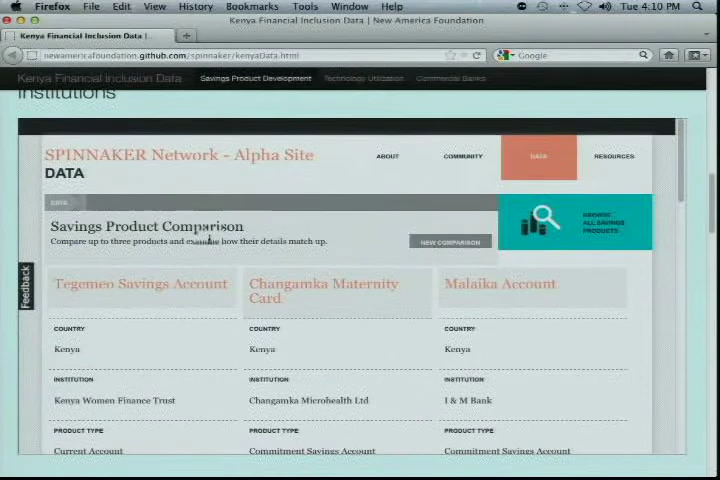 Firefox File Edit View History Bookmarks Tools Window Help Tue 4:10 PM
Kenya Financial Inclusion Data | New America Foundation
Kenya Financial Inclusion Data |...
newamericafoundation.github.com/spinnaker/kenyaData.html
Google
Kenya Financial Inclusion Data Savings Product Development Technology Utilization Commercial Banks
Institutions
SPINNAKER Network - Alpha Site
DATA
ABOUT COMMUNITY DATA RESOURCES
DATA
Savings Product Comparison
Compare up to three products and examine how their details match up.
NEW COMPARISON
BROWSE
ALL SAVINGS
PRODUCTS
Feedback
Tegemeo Savings Account Changamka Maternity Card Malaika Account
COUNTRY COUNTRY COUNTRY
Kenya Kenya Kenya
INSTITUTION INSTITUTION INSTITUTION
Kenya Women Finance Trust Changamka Microhealth Ltd I & M Bank
PRODUCT TYPE PRODUCT TYPE PRODUCT TYPE
Current Account Commitment Savings Account Commitment Savings Account